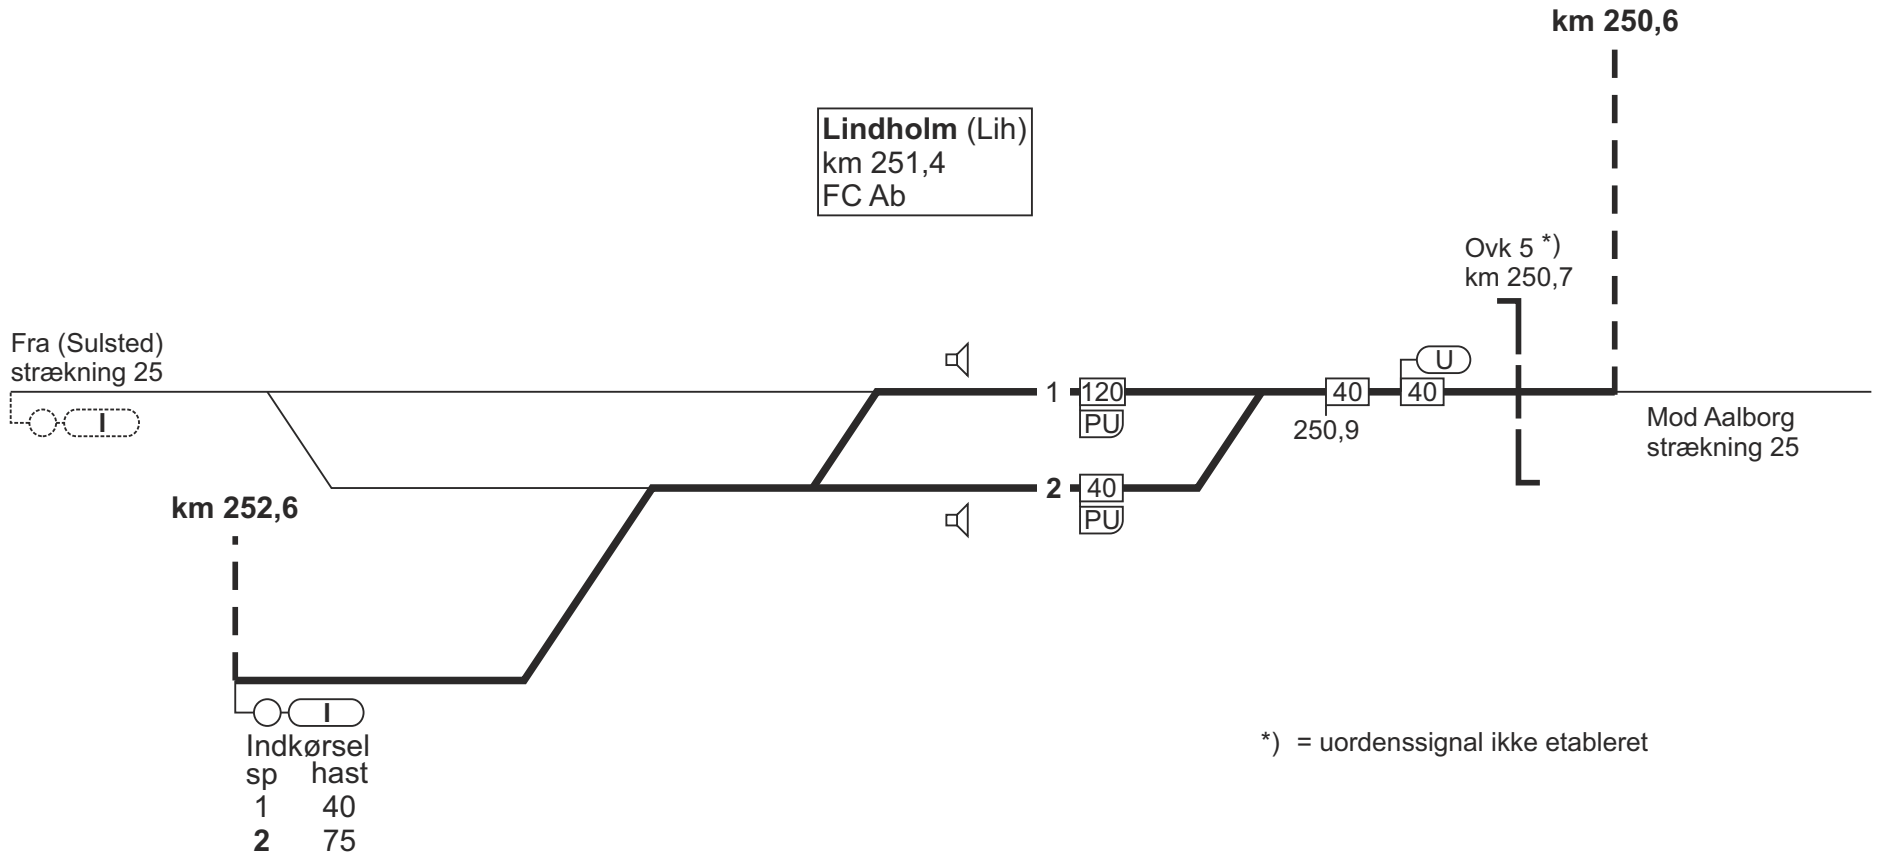 km 250,6
Lindholm (Lih)
km 251,4
FC Ab
Ovk 5 *)
km 250,7
Fra (Sulsted)
strækning 25
I
U
1
120
40
40
PU
250,9
Mod Aalborg
strækning 25
2
40
PU
km 252,6
I
Indkørsel
sp hast
1 40
2 75
*) = uordenssignal ikke etableret